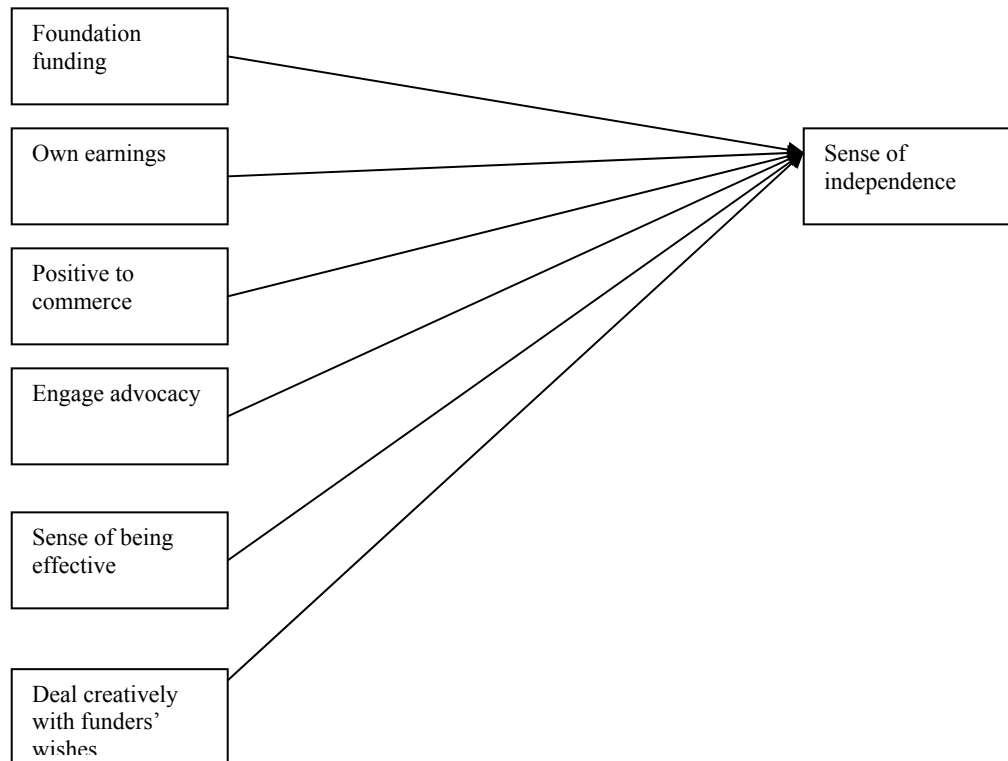 Foundation
funding
Own earnings
Sense of
independence
Positive to
commerce
Engage advocacy
Sense of being
effective
Deal creatively
with funders’
wishes